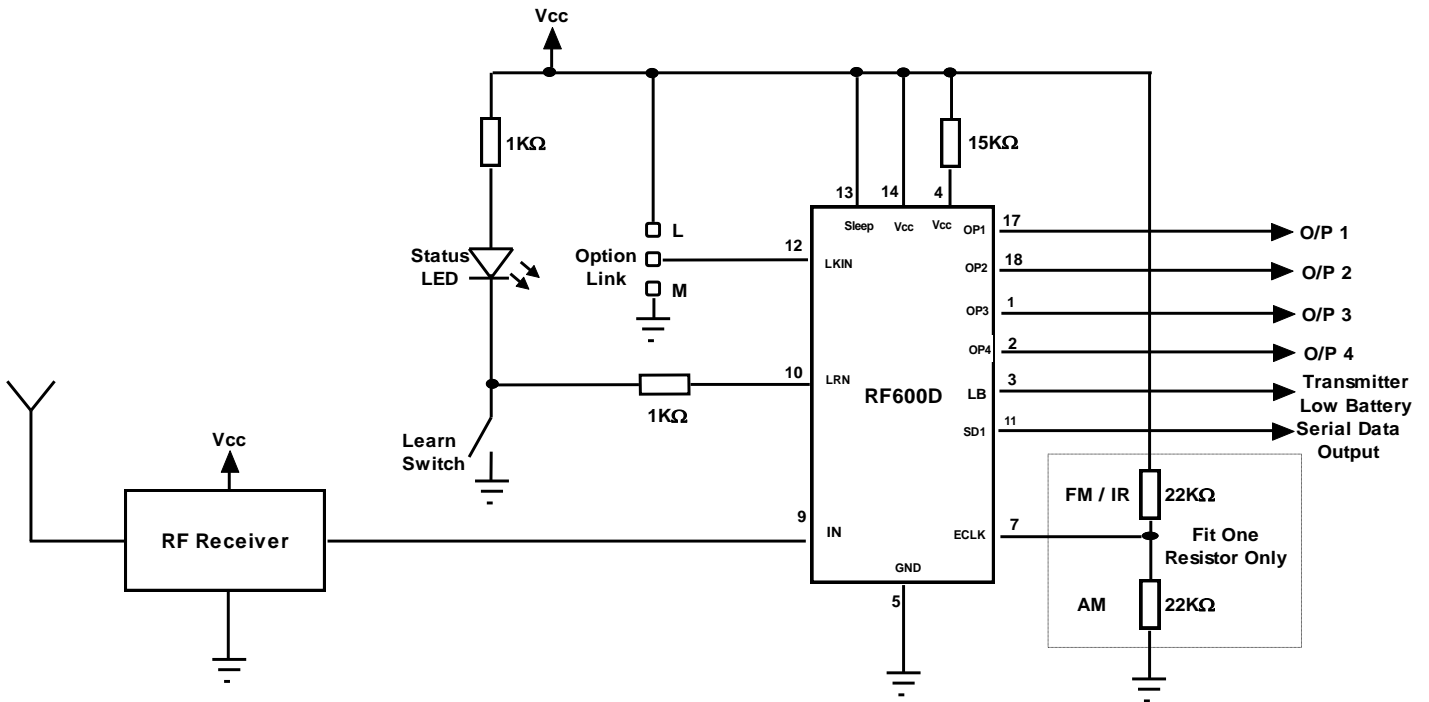 Vcc
1KΩ
15KΩ
13
14
4
Sleep
Vcc
Vcc
OP1
17
O/P 1
L
Status
LED
Option
Link
12
LKIN
OP2
18
O/P 2
M
OP3
1
O/P 3
OP4
2
O/P 4
10
LRN
RF600D
LB
3
Transmitter
Low Battery
1KΩ
SD1
11
Serial Data
Output
Learn
Switch
Vcc
FM / IR
22KΩ
9
IN
RF Receiver
ECLK
7
Fit One
Resistor Only
GND
5
AM
22KΩ